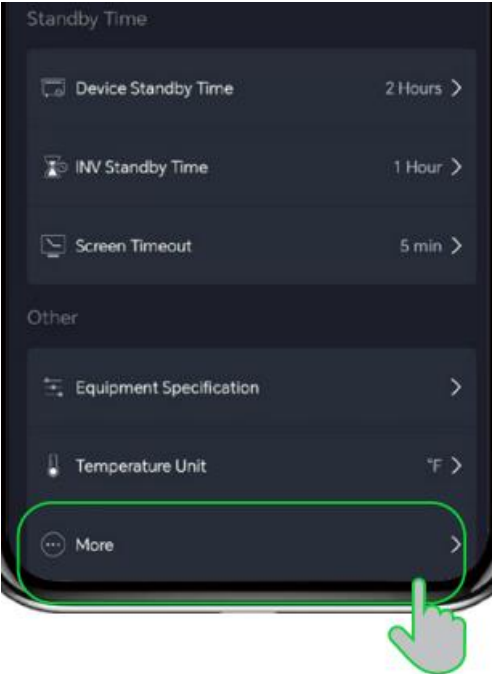 Standby Time
Device Standby Time 2 Hours
INV Standby Time 1 Hour
Screen Timeout 5 min
Other
Equipment Specification
Temperature Unit °F
More